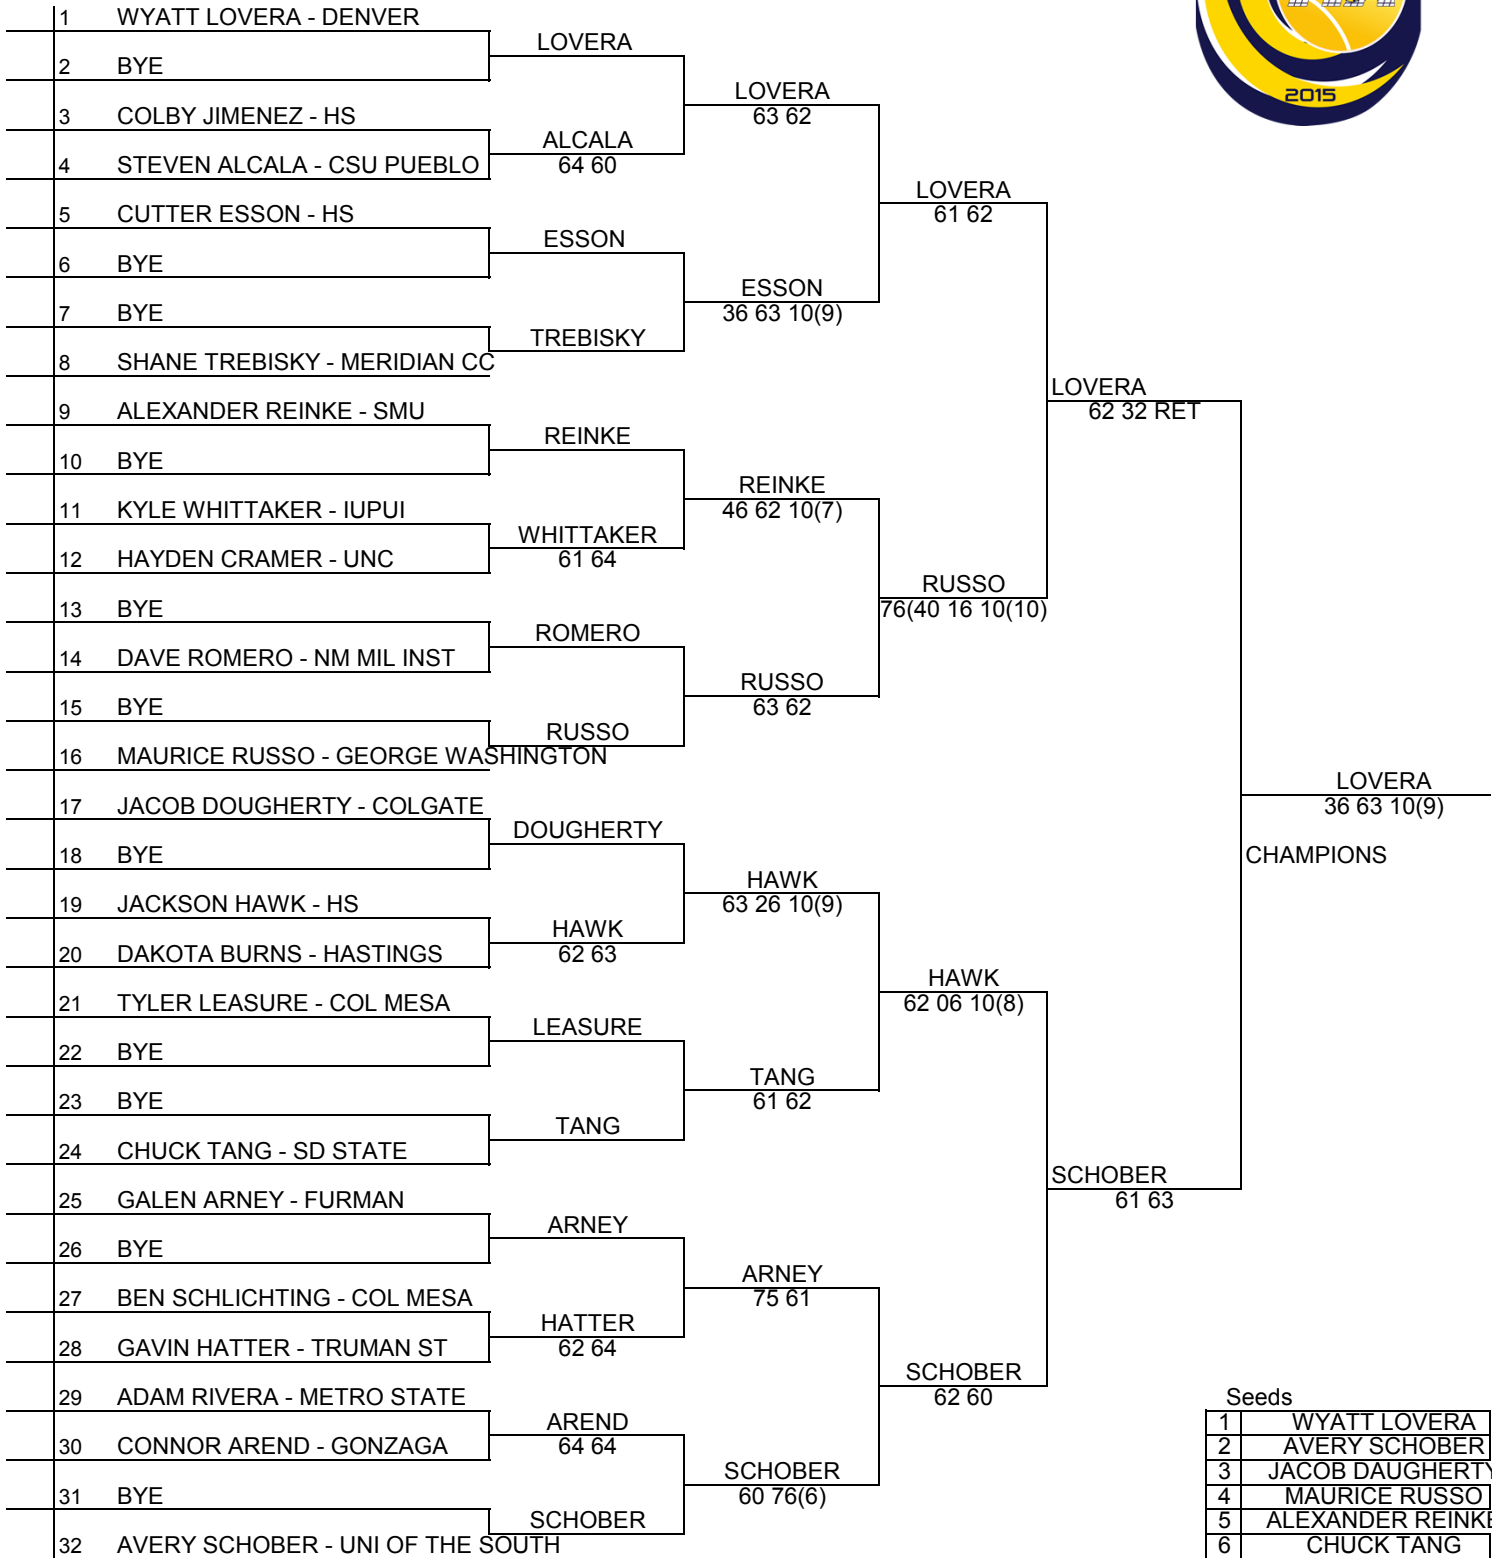 1 WYATT LOVERA - DENVER
2 BYE
3 COLBY JIMENEZ - HS
4 STEVEN ALCALA - CSU PUEBLO
5 CUTTER ESSON - HS
6 BYE
7 BYE
8 SHANE TREBISKY - MERIDIAN CC
9 ALEXANDER REINKE - SMU
10 BYE
11 KYLE WHITTAKER - IUPUI
12 HAYDEN CRAMER - UNC
13 BYE
14 DAVE ROMERO - NM MIL INST
15 BYE
16 MAURICE RUSSO - GEORGE WASHINGTON
17 JACOB DOUGHERTY - COLGATE
18 BYE
19 JACKSON HAWK - HS
20 DAKOTA BURNS - HASTINGS
21 TYLER LEASURE - COL MESA
22 BYE
23 BYE
24 CHUCK TANG - SD STATE
25 GALEN ARNEY - FURMAN
26 BYE
27 BEN SCHLICHTING - COL MESA
28 GAVIN HATTER - TRUMAN ST
29 ADAM RIVERA - METRO STATE
30 CONNOR AREND - GONZAGA
31 BYE
32 AVERY SCHOBER - UNI OF THE SOUTH
LOVERA
ALCALA
64 60
ESSON
TREBISKY
REINKE
WHITTAKER
61 64
ROMERO
RUSSO
DOUGHERTY
HAWK
62 63
LEASURE
TANG
ARNEY
HATTER
62 64
AREND
64 64
SCHOBER
LOVERA
63 62
ESSON
36 63 10(9)
REINKE
46 62 10(7)
RUSSO
63 62
HAWK
63 26 10(9)
TANG
61 62
ARNEY
75 61
SCHOBER
60 76(6)
LOVERA
61 62
RUSSO
76(40 16 10(10)
HAWK
62 06 10(8)
SCHOBER
62 60
LOVERA
62 32 RET
SCHOBER
61 63
LOVERA
36 63 10(9)
CHAMPIONS
2015
Seeds
1 WYATT LOVERA
2 AVERY SCHOBER
3 JACOB DAUGHERTY
4 MAURICE RUSSO
5 ALEXANDER REINKE
6 CHUCK TANG